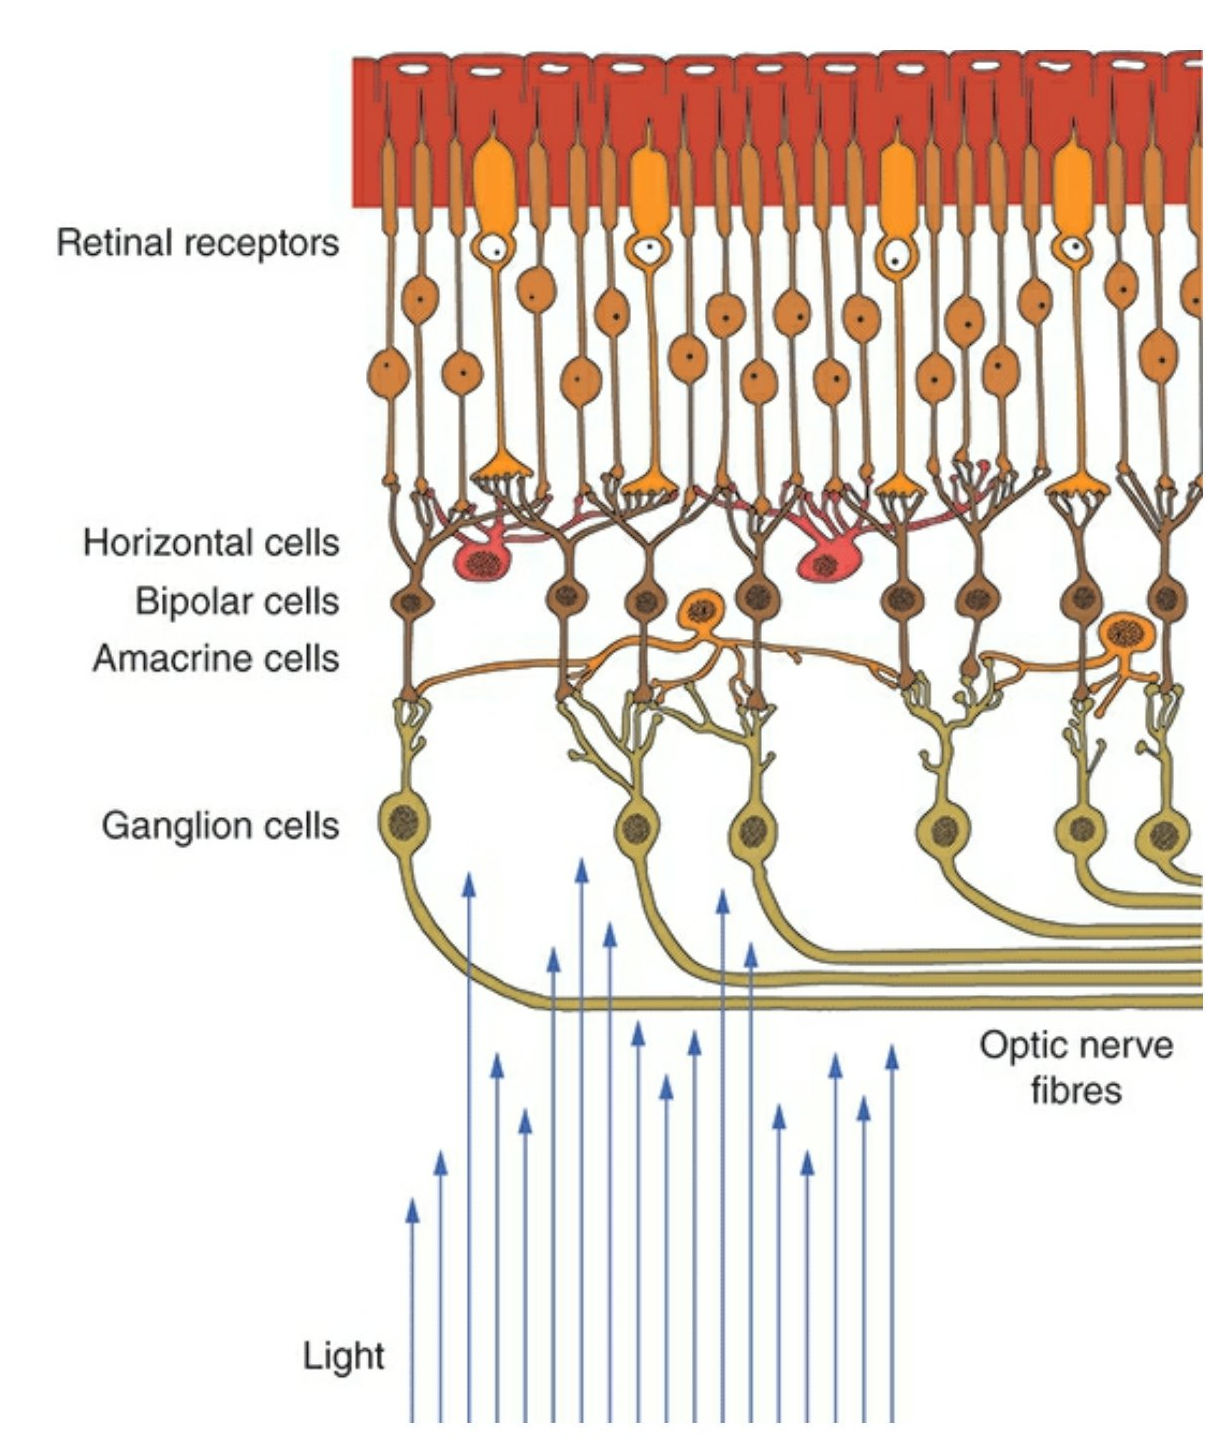 Retinal receptors
Horizontal cells
Bipolar cells
Amacrine cells
Ganglion cells
Optic nerve
fibres
Light